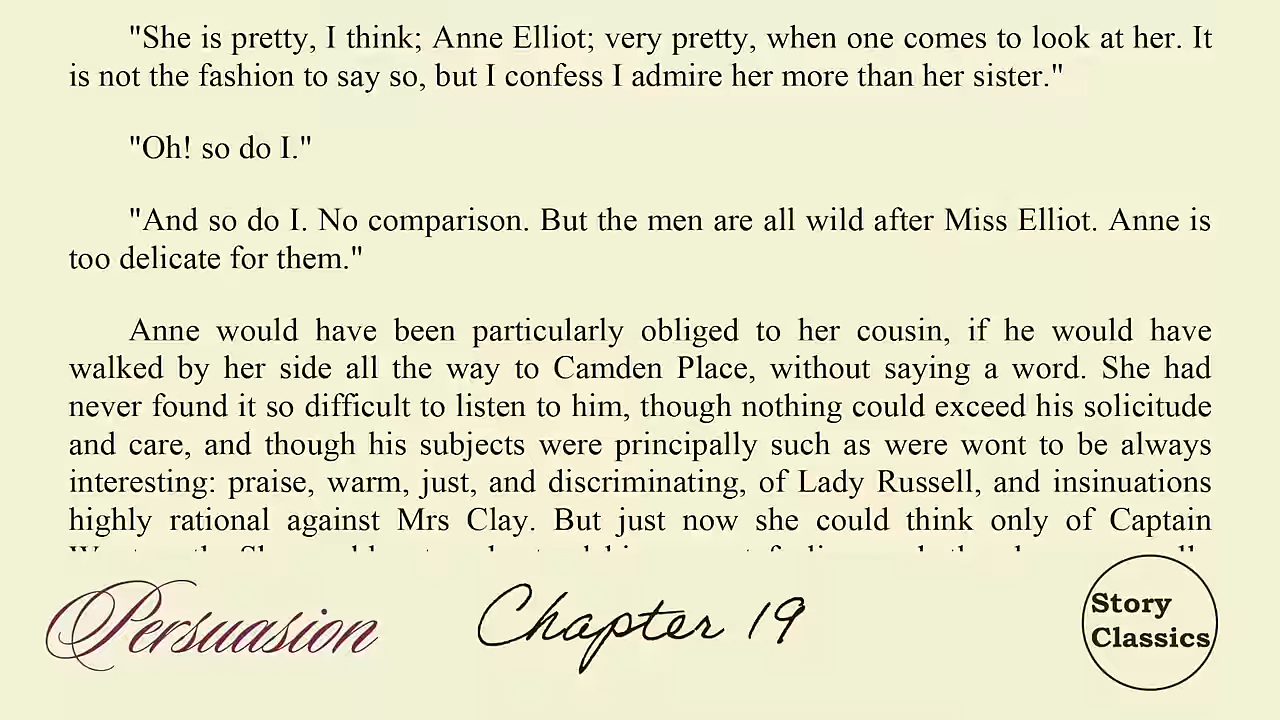 "She is pretty, I think; Anne Elliot; very pretty, when one comes to look at her. It
is not the fashion to say so, but I confess I admire her more than her sister."
"Oh! so do I."
"And so do I. No comparison. But the men are all wild after Miss Elliot. Anne is
too delicate for them."
Anne would have been particularly obliged to her cousin, if he would have
walked by her side all the way to Camden Place, without saying a word. She had
never found it so difficult to listen to him, though nothing could exceed his solicitude
and care, and though his subjects were principally such as were wont to be always
interesting: praise, warm, just, and discriminating, of Lady Russell, and insinuations
highly rational against Mrs Clay. But just now she could think only of Captain
Persuasion
Chapter 19
Story
Classics